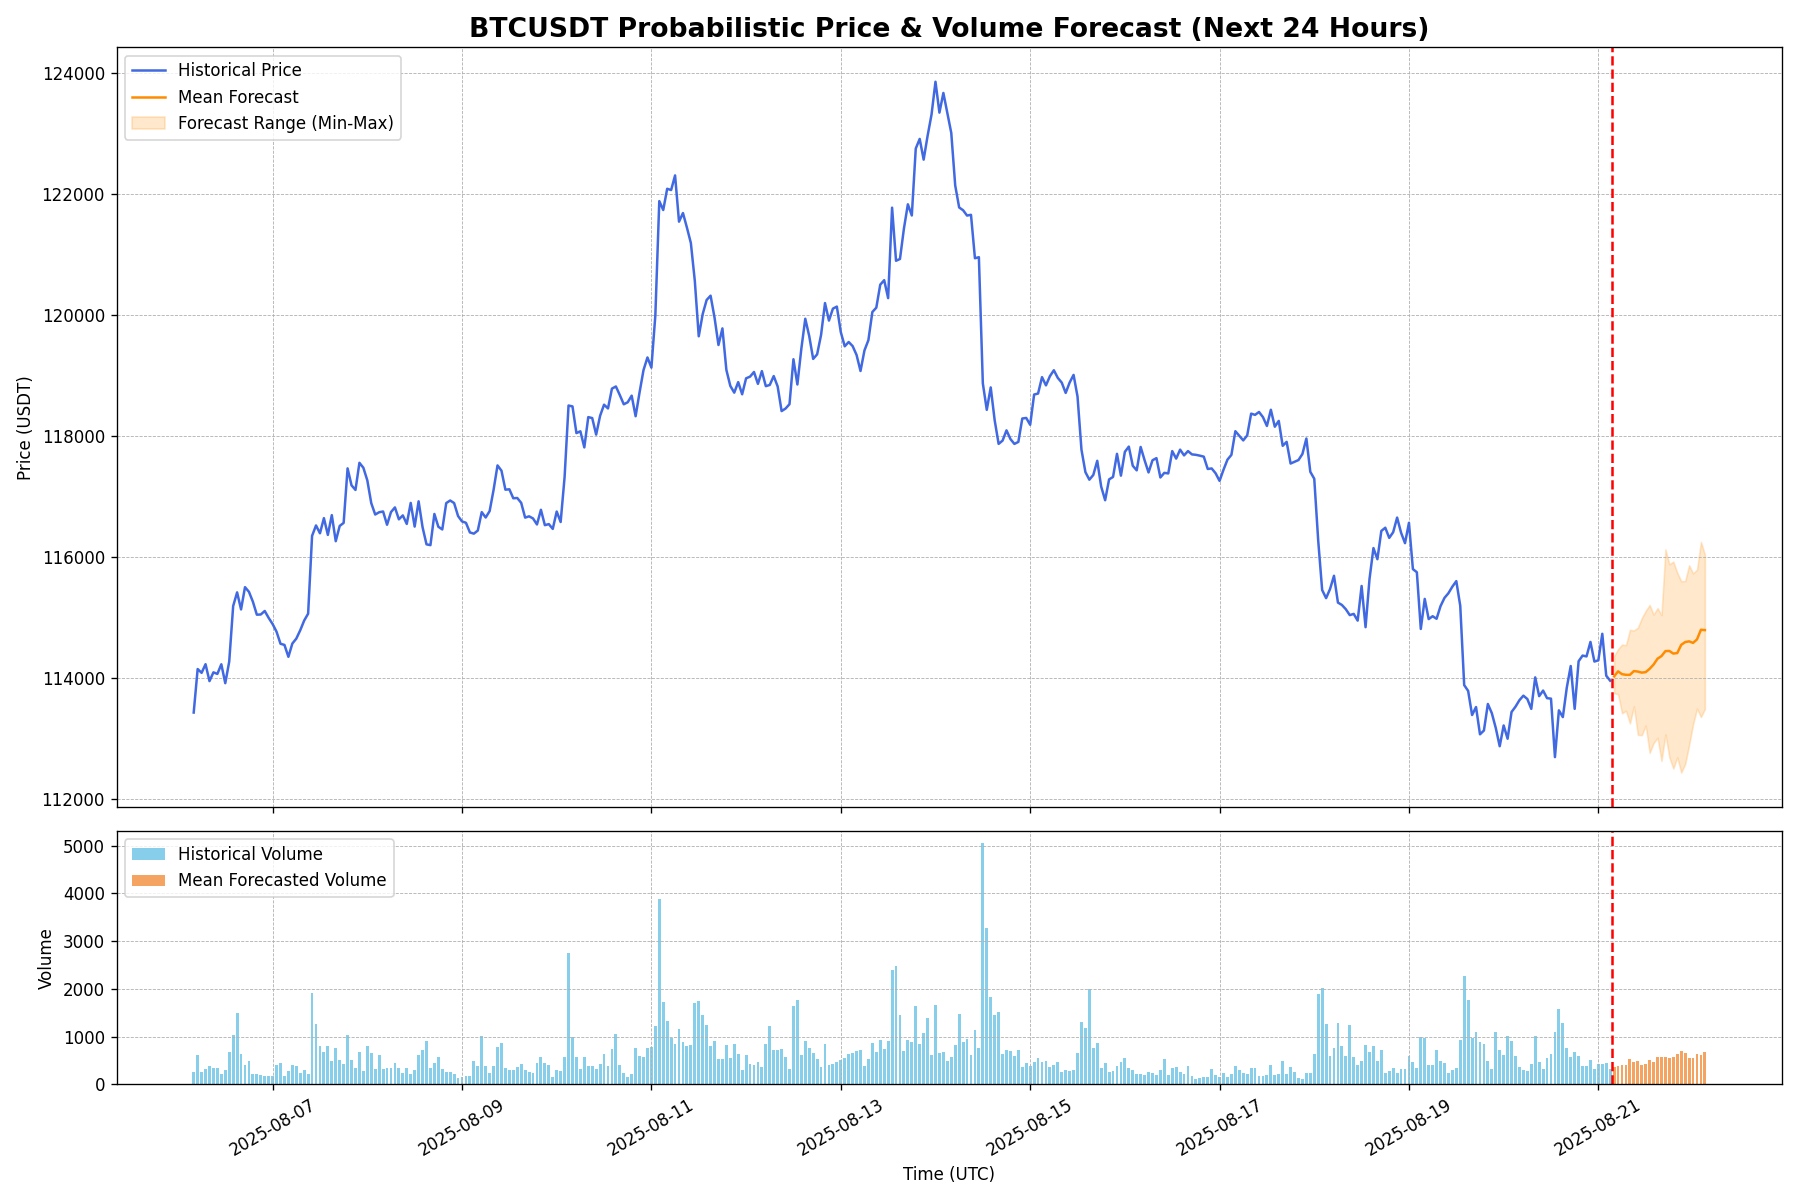 BTCUSDT Probabilistic Price & Volume Forecast (Next 24 Hours)
Historical Price
Mean Forecast
Forecast Range (Min-Max)
124000
122000
120000
118000
116000
114000
112000
Price (USDT)
Historical Volume
Mean Forecasted Volume
5000
4000
3000
2000
1000
0
Volume
2025-08-07
2025-08-09
2025-08-11
2025-08-13
2025-08-15
2025-08-17
2025-08-19
2025-08-21
Time (UTC)